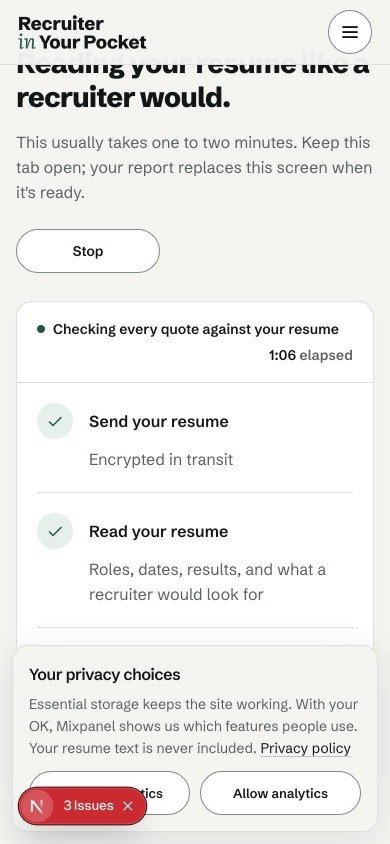 Recruiter
in Your Pocket
Reading your resume like a
recruiter would.
This usually takes one to two minutes. Keep this
tab open; your report replaces this screen when
it's ready.
Stop
Checking every quote against your resume
1:06 elapsed
Send your resume
Encrypted in transit
Read your resume
Roles, dates, results, and what a
recruiter would look for
Your privacy choices
Essential storage keeps the site working. With your
OK, Mixpanel shows us which features people use.
Your resume text is never included. Privacy policy
Allow analytics
N 3 Issues